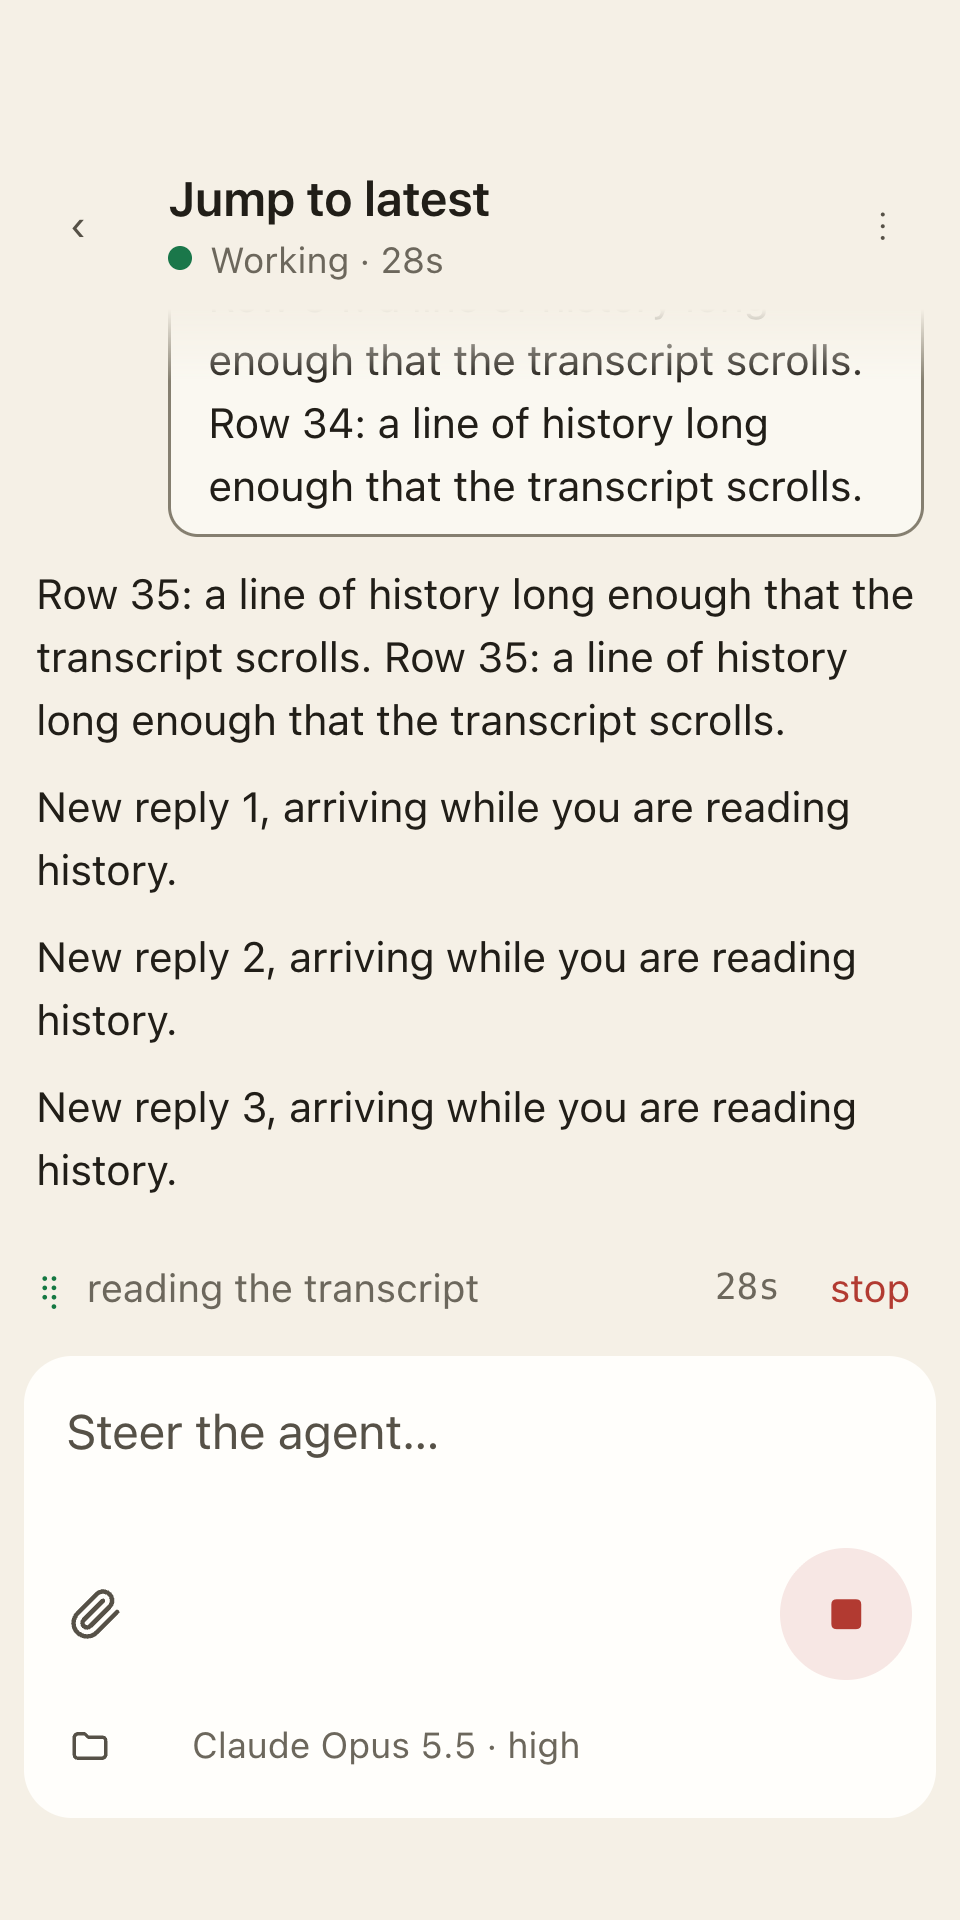 Jump to latest
Working · 28s
enough that the transcript scrolls.
Row 34: a line of history long
enough that the transcript scrolls.
Row 35: a line of history long enough that the
transcript scrolls. Row 35: a line of history
long enough that the transcript scrolls.
New reply 1, arriving while you are reading
history.
New reply 2, arriving while you are reading
history.
New reply 3, arriving while you are reading
history.
reading the transcript 28s stop
Steer the agent...
Claude Opus 5.5 · high